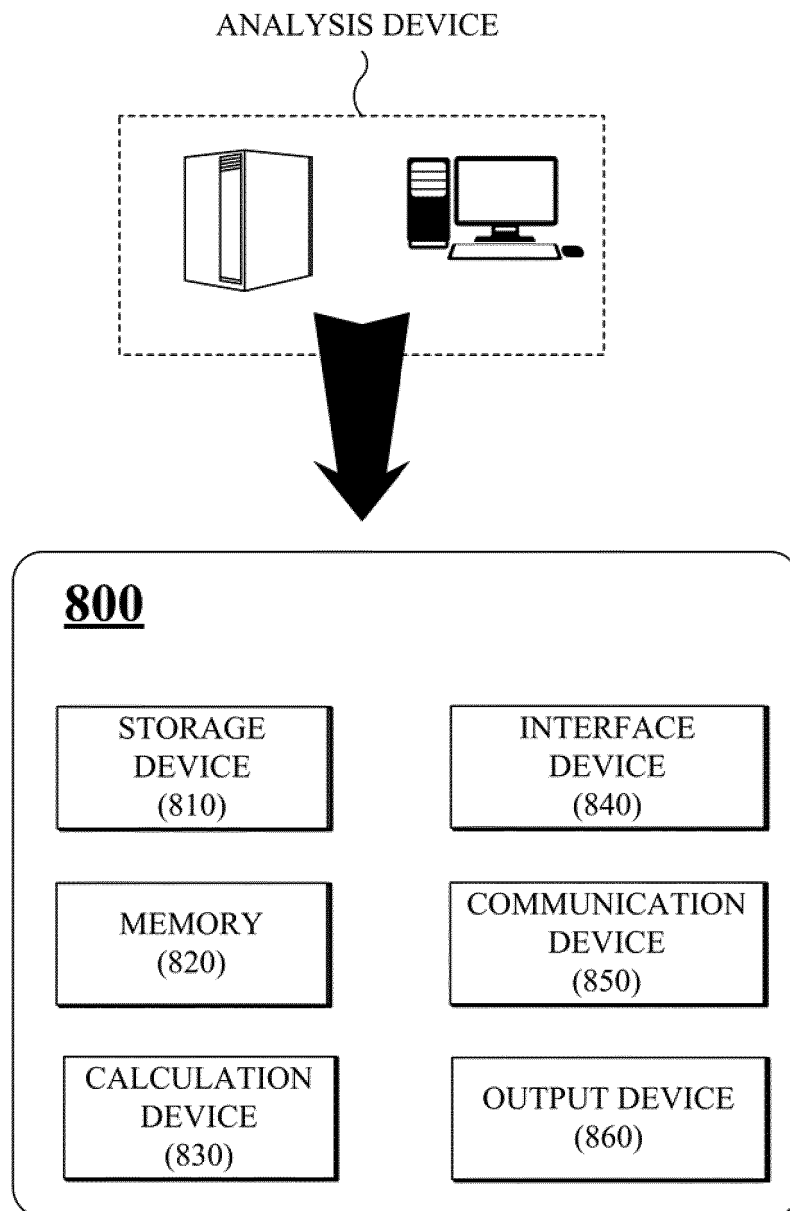 ANALYSIS DEVICE
800
STORAGE
DEVICE
(810)
INTERFACE
DEVICE
(840)
MEMORY
(820)
COMMUNICATION
DEVICE
(850)
CALCULATION
DEVICE
(830)
OUTPUT DEVICE
(860)